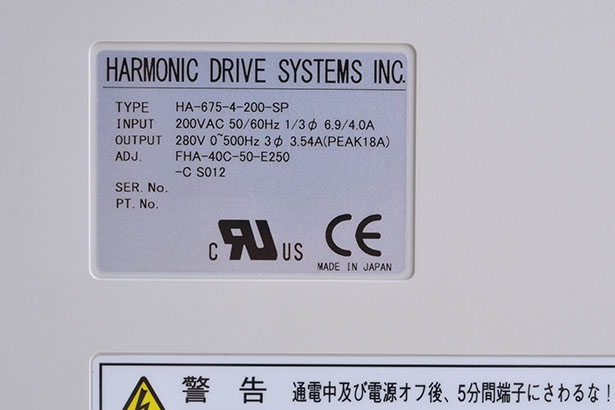 HARMONIC DRIVE SYSTEMS INC.
TYPE HA-675-4-200-SP
INPUT 200VAC 50/60Hz 1/3φ 6.9/4.0A
OUTPUT 280V 0~500Hz 3φ 3.54A(PEAK18A)
ADJ. FHA-40C-50-E250
-C S012
SER. No.
PT. No.
C RU US CE
MADE IN JAPAN
警告 通電中及び電源オフ後、5分間端子にさわるな!